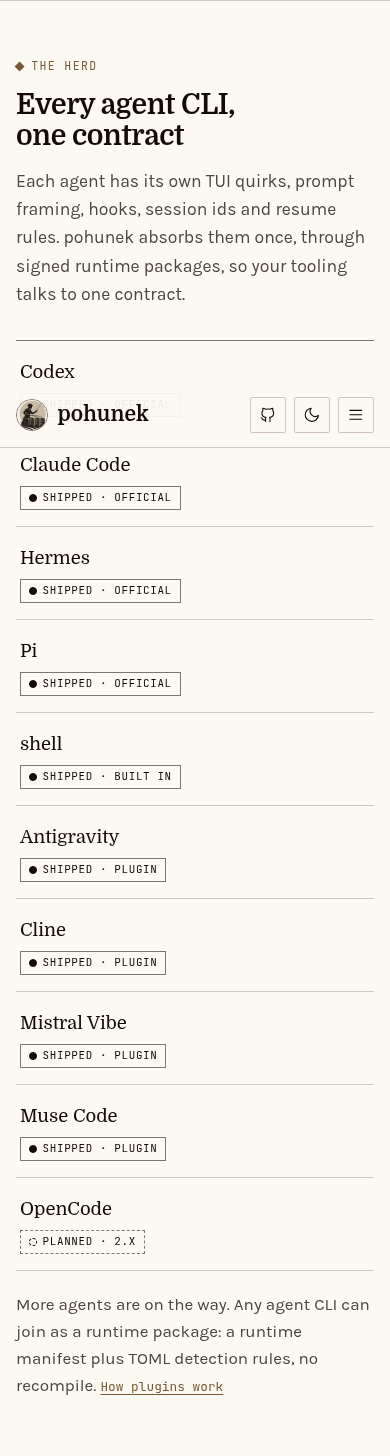 THE HERD
Every agent CLI,
one contract
Each agent has its own TUI quirks, prompt
framing, hooks, session ids and resume
rules. pohunek absorbs them once, through
signed runtime packages, so your tooling
talks to one contract.
Codex
SHIPPED · OFFICIAL
pohunek
Claude Code
SHIPPED · OFFICIAL
Hermes
SHIPPED · OFFICIAL
Pi
SHIPPED · OFFICIAL
shell
SHIPPED · BUILT IN
Antigravity
SHIPPED · PLUGIN
Cline
SHIPPED · PLUGIN
Mistral Vibe
SHIPPED · PLUGIN
Muse Code
SHIPPED · PLUGIN
OpenCode
PLANNED · 2.X
More agents are on the way. Any agent CLI can
join as a runtime package: a runtime
manifest plus TOML detection rules, no
recompile. How plugins work